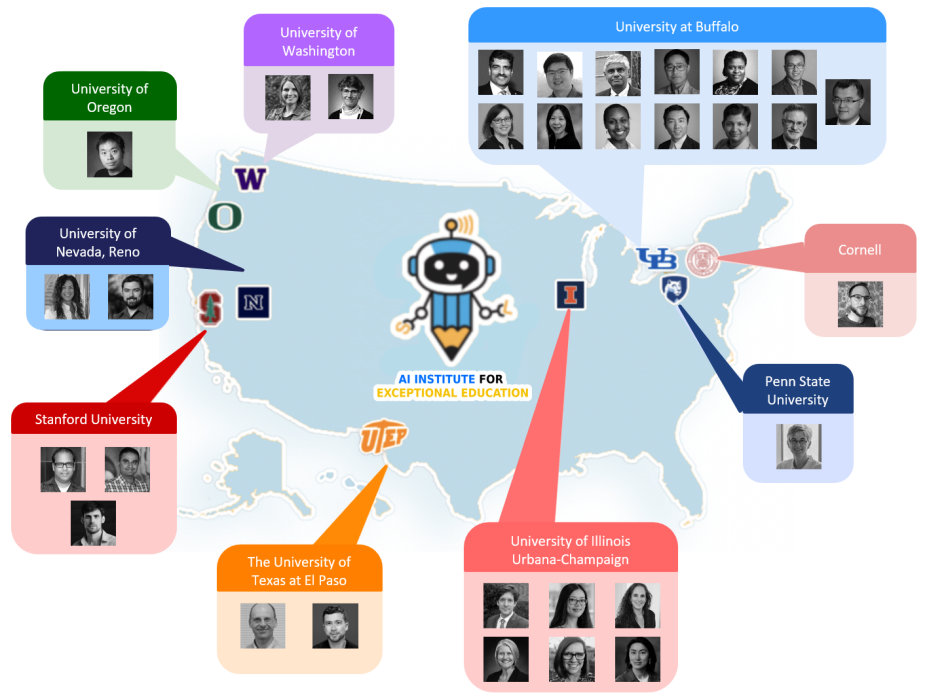 University of
Washington
University at Buffalo
University of
Oregon
W
O
University of
Nevada, Reno
Cornell
UB
S
N
I
S
Y
AI INSTITUTE FOR
EXCEPTIONAL EDUCATION
Penn State
University
Stanford University
UTEP
University of Illinois
Urbana-Champaign
The University of
Texas at El Paso